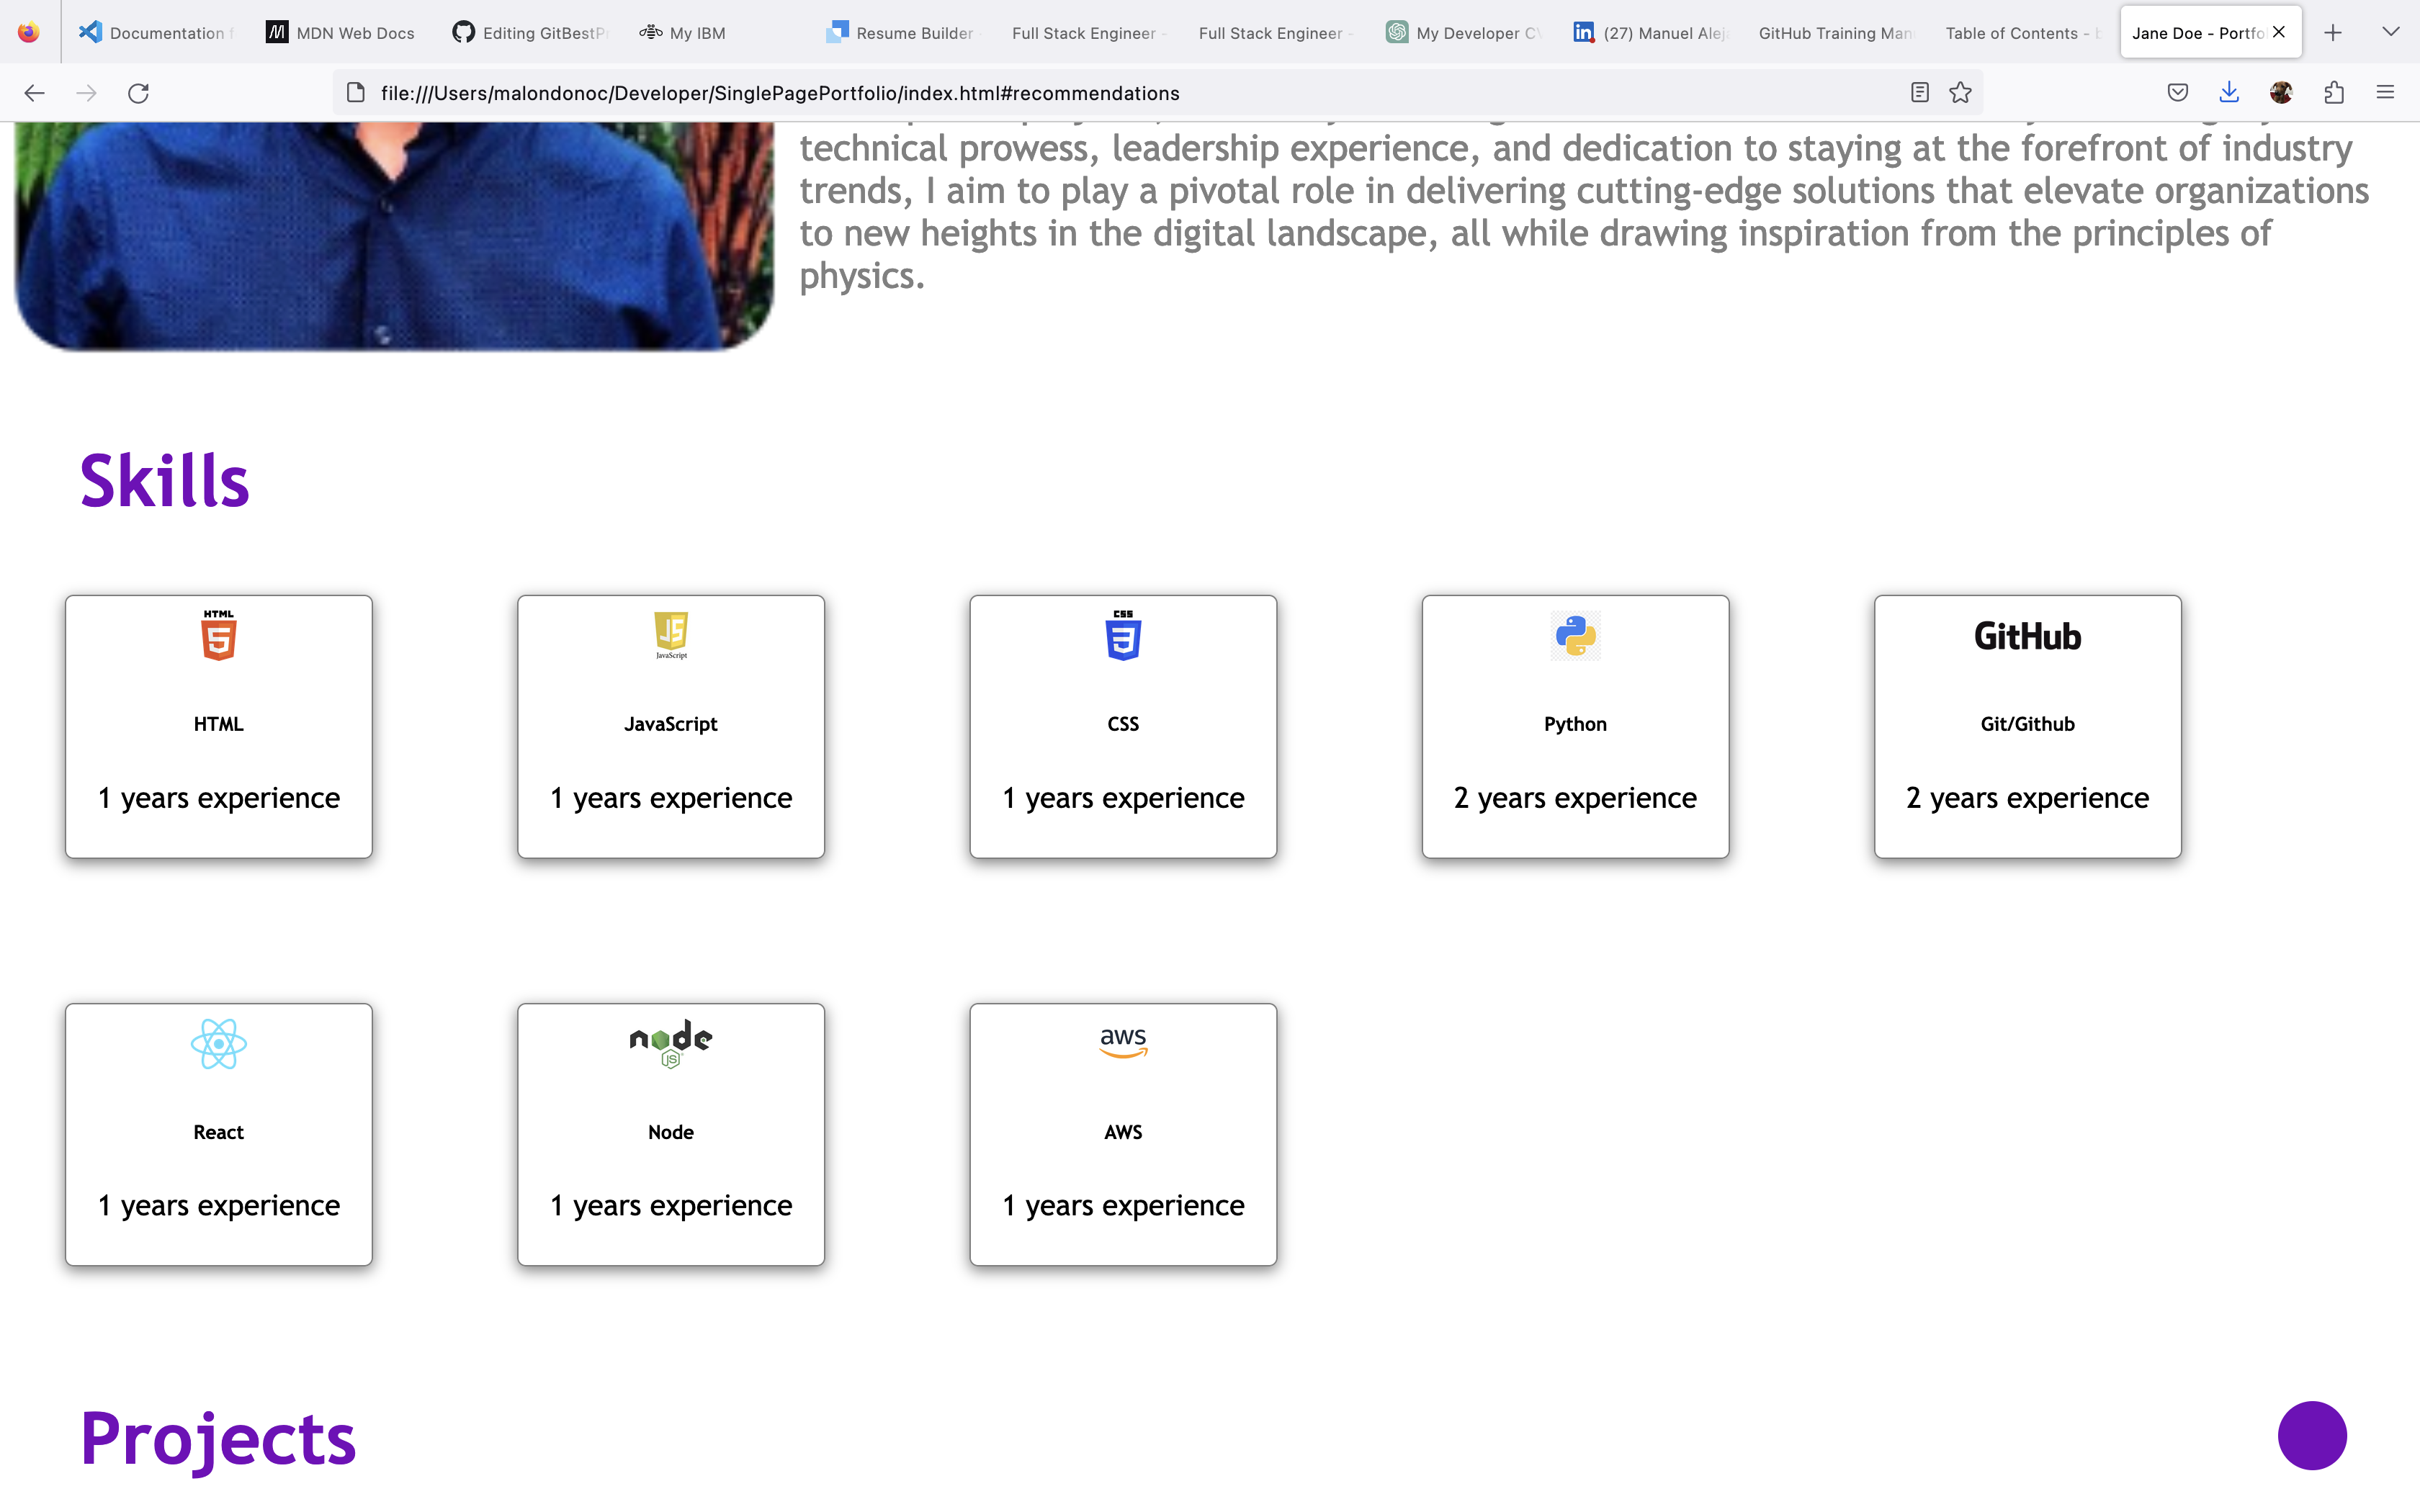 Documentation f
MDN Web Docs
Editing GitBestPr
My IBM
Resume Builder
Full Stack Engineer -
Full Stack Engineer -
My Developer CV
(27) Manuel Alej
GitHub Training Man
Table of Contents -
Jane Doe - Portfo
file:///Users/malondonoc/Developer/SinglePagePortfolio/index.html#recommendations
technical prowess, leadership experience, and dedication to staying at the forefront of industry
trends, I aim to play a pivotal role in delivering cutting-edge solutions that elevate organizations
to new heights in the digital landscape, all while drawing inspiration from the principles of
physics.
Skills
HTML
5
HTML
1 years experience
JS
JavaScript
JavaScript
1 years experience
CSS
3
CSS
1 years experience
Python
2 years experience
GitHub
Git/Github
2 years experience
React
1 years experience
node
JS
Node
1 years experience
aws
AWS
1 years experience
Projects